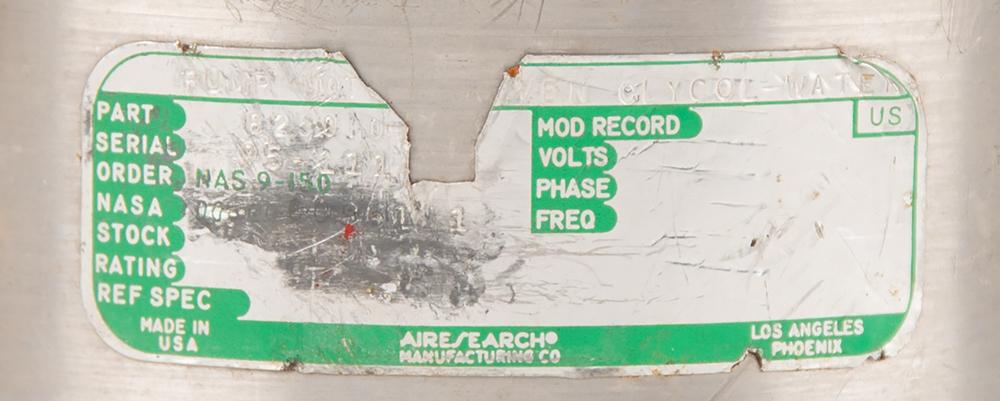 PUMP
GLYCOL-WATER
PART
SERIAL
ORDER NAS 9-150
NASA
STOCK
RATING
REF SPEC
MOD RECORD
US
VOLTS
PHASE
FREQ
MADE IN
USA
AIRESEARCH®
MANUFACTURING CO
LOS ANGELES
PHOENIX